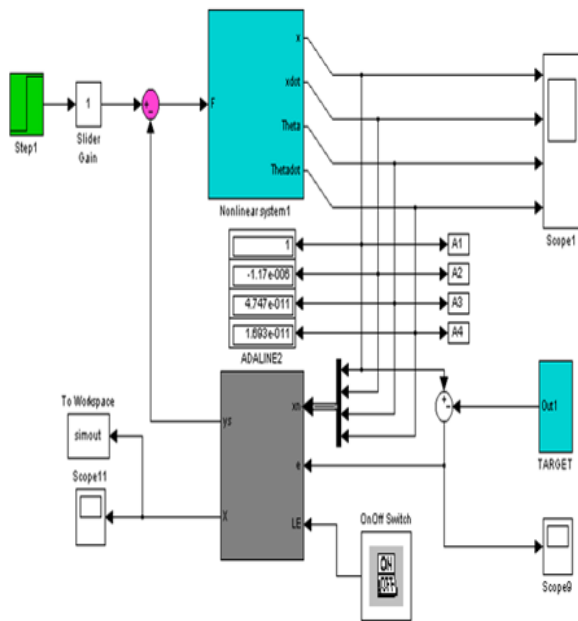 x
xdot
F
Theta
Thetadot
1
Step1
Slider
Gain
Nonlinear system1
Scope1
1
-1.17e-006
4.747e-011
1.693e-011
A1
A2
A3
A4
ADALINE2
To Workspace
simout
Scope11
ys
xn
e
X
LE
Out1
TARGET
OnOff Switch
ON
OFF
Scope9